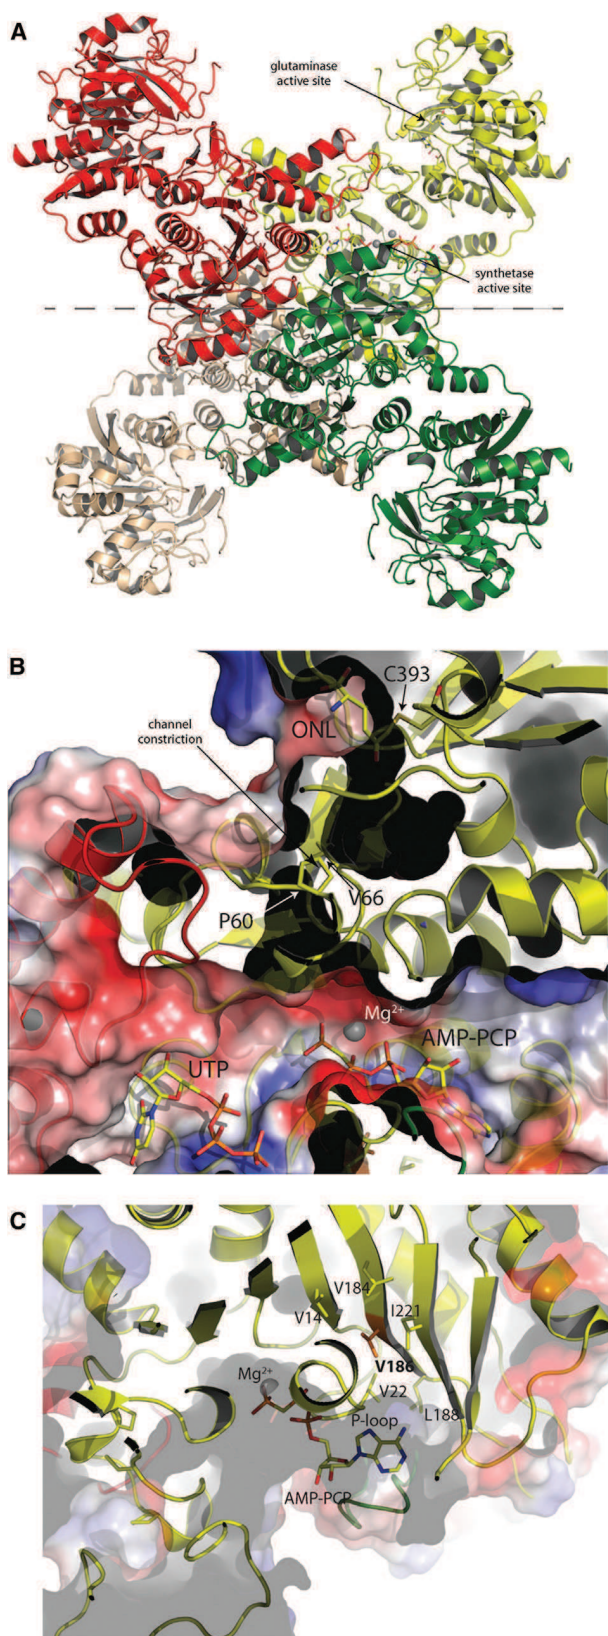 A
glutaminase
active site
synthetase
active site
B
C393
channel
constriction
ONL
P60
V66
Mg²⁺
AMP-PCP
UTP
C
V184
V14
I221
V186
Mg²⁺
V22
P-loop
L188
AMP-PCP